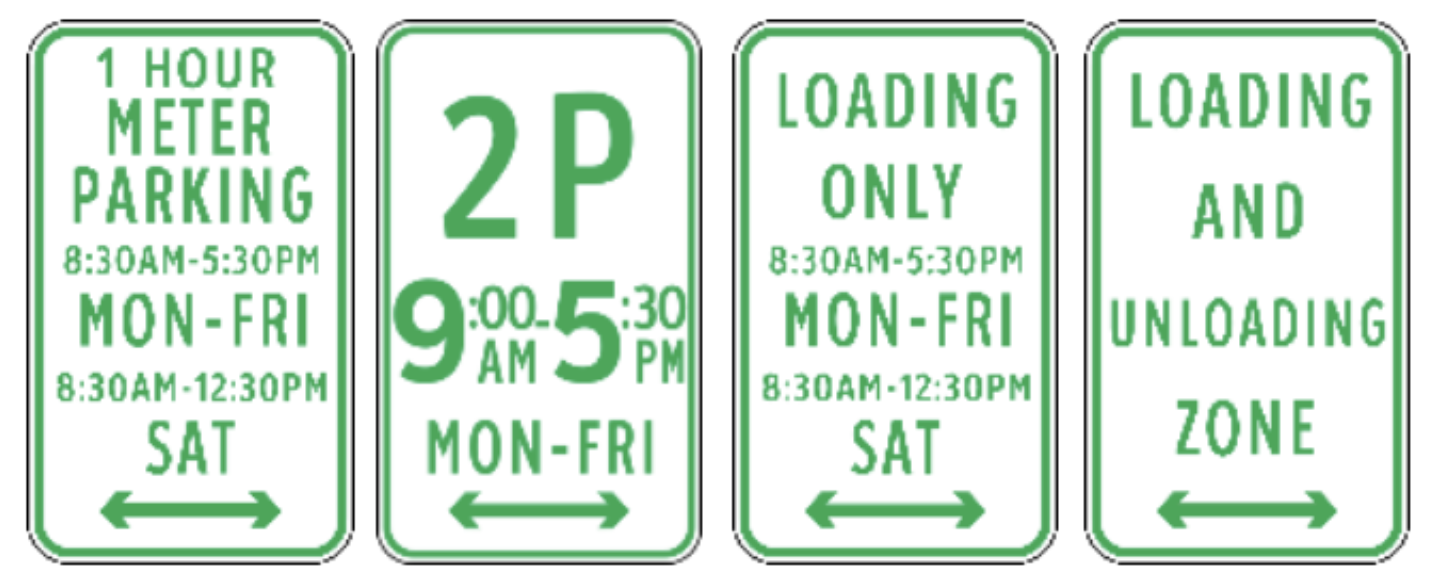 1 HOUR
METER
PARKING
8:30AM-5:30PM
MON-FRI
8:30AM-12:30PM
SAT
2P
9:00AM-5:30PM
MON-FRI
LOADING
ONLY
8:30AM-5:30PM
MON-FRI
8:30AM-12:30PM
SAT
LOADING
AND
UNLOADING
ZONE